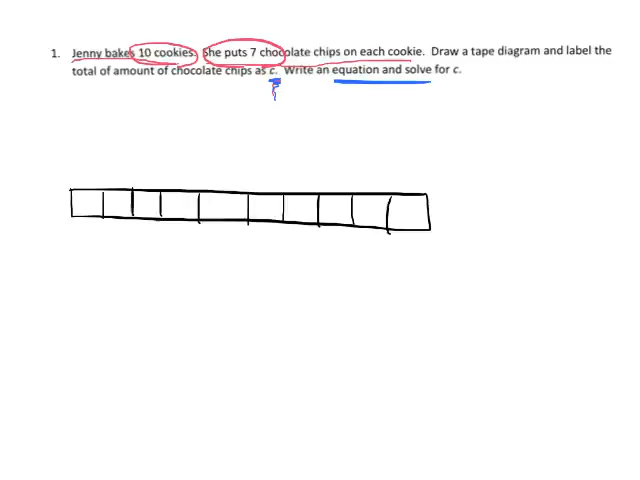 1. Jenny bakes 10 cookies. She puts 7 chocolate chips on each cookie. Draw a tape diagram and label the
total of amount of chocolate chips as c. Write an equation and solve for c.